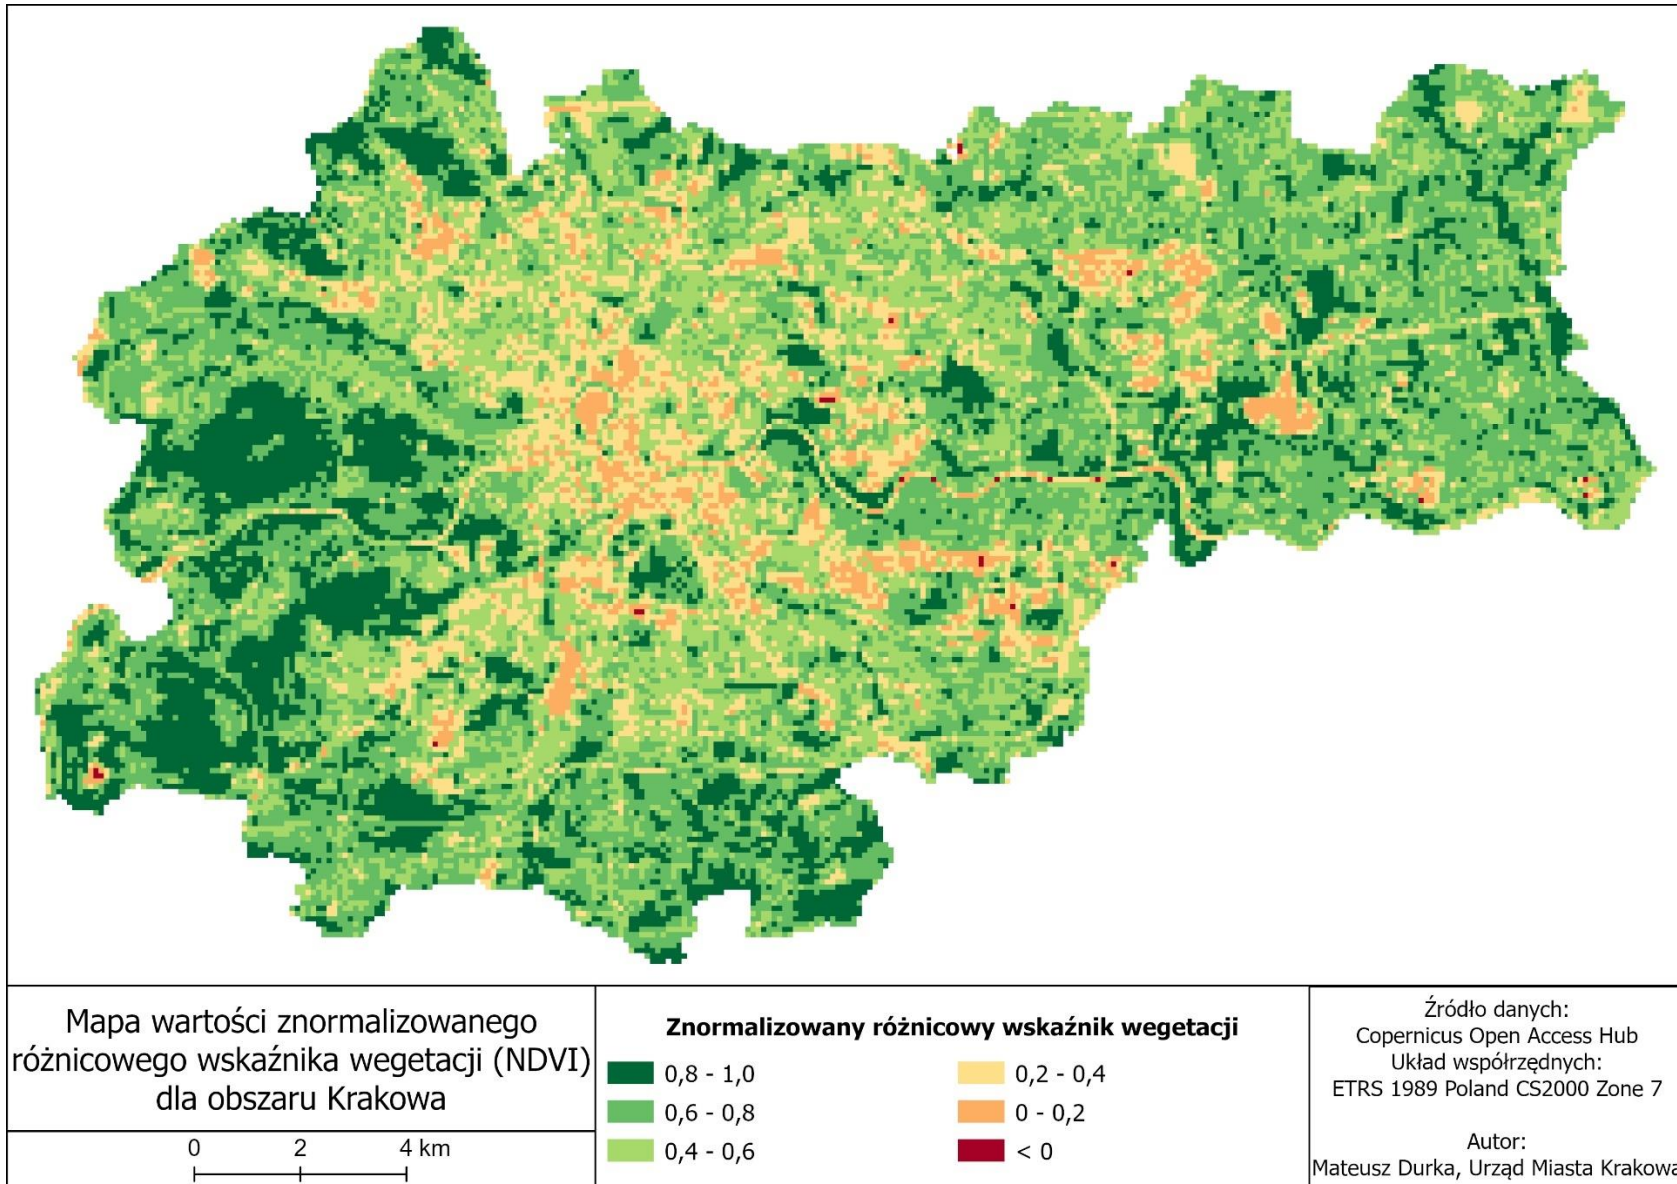 Mapa wartości znormalizowanego
różnicowego wskaźnika wegetacji (NDVI)
dla obszaru Krakowa
0 2 4 km
Znormalizowany różnicowy wskaźnik wegetacji
0,8 - 1,0
0,6 - 0,8
0,4 - 0,6
0,2 - 0,4
0 - 0,2
< 0
Źródło danych:
Copernicus Open Access Hub
Układ współrzędnych:
ETRS 1989 Poland CS2000 Zone 7
Autor:
Mateusz Durka, Urząd Miasta Krakowa